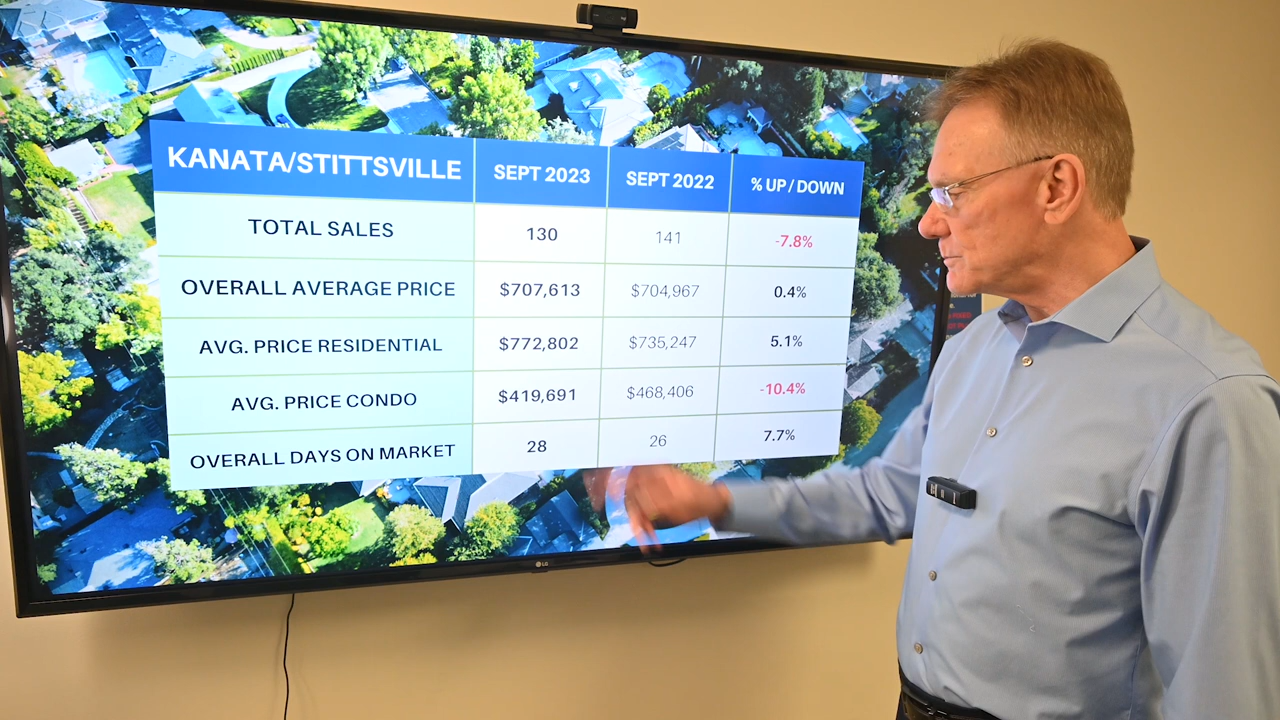 KANATA/STITTSVILLE SEPT 2023 SEPT 2022 % UP / DOWN
TOTAL SALES 130 141 -7.8%
OVERALL AVERAGE PRICE $707,613 $704,967 0.4%
AVG. PRICE RESIDENTIAL $772,802 $735,247 5.1%
AVG. PRICE CONDO $419,691 $468,406 -10.4%
OVERALL DAYS ON MARKET 28 26 7.7%
LG